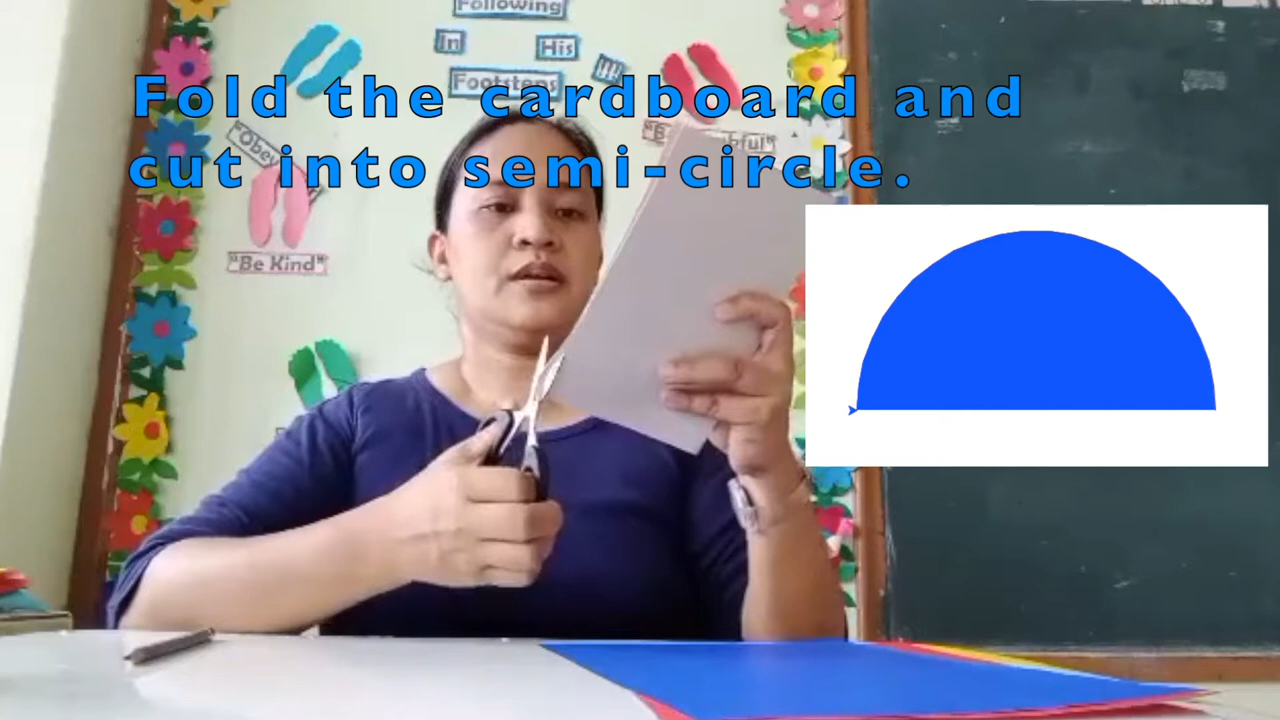 Following
In His
Footsteps
Fold the cardboard and
cut into semi-circle.
"Be Kind"